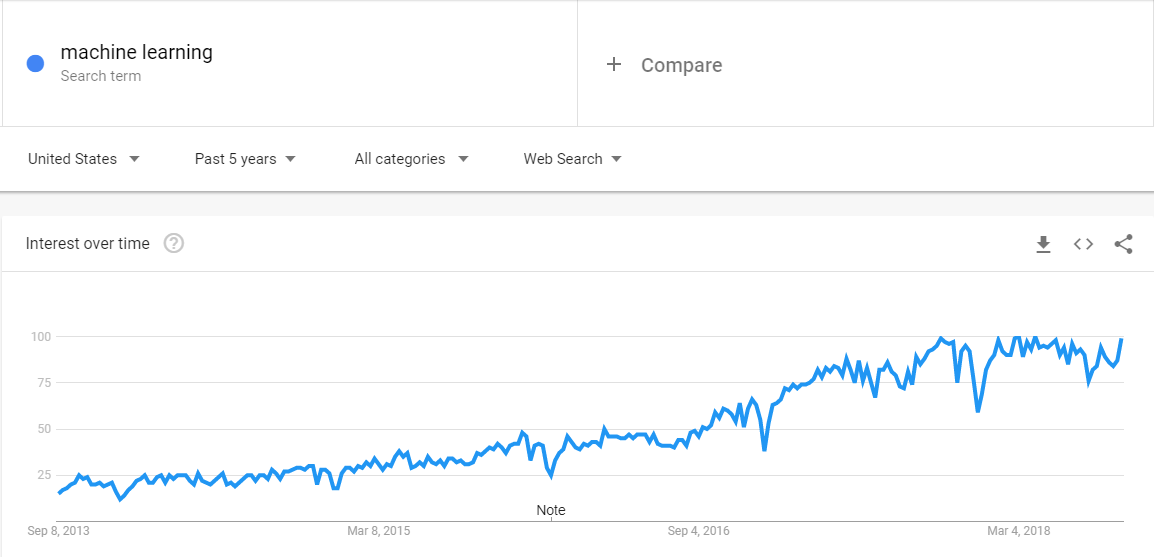 machine learning
Search term
+ Compare
United States
Past 5 years
All categories
Web Search
Interest over time ?
100
75
50
25
Note
Sep 8, 2013
Mar 8, 2015
Sep 4, 2016
Mar 4, 2018